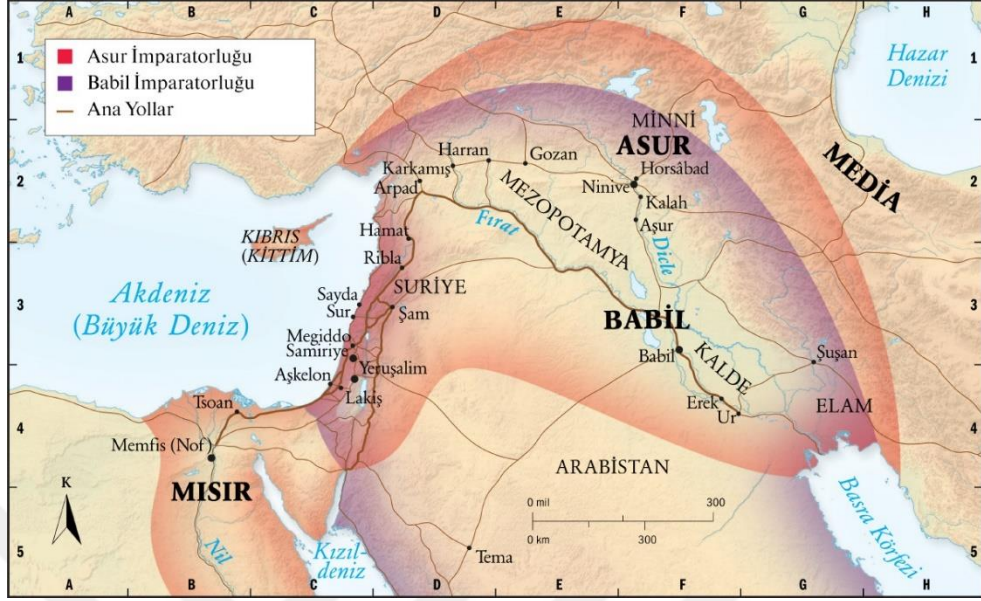 A B C D E F G H
1
2
3
4
5
1
2
3
4
5
Asur İmparatorluğu
Babil İmparatorluğu
Ana Yollar
Hazar
Denizi
MİNNİ
ASUR
MEDIA
Harran
Gozan
Horsâbad
Karkamış
Arpad
Ninive
Kalah
Aşur
MEZOPOTAMYA
Fırat
Dicle
Hamat
KIBRIS
(KİTTİM)
Ribla
SURİYE
Akdeniz
(Büyük Deniz)
Sayda
Sur
Şam
BABİL
Megiddo
Samiriye
Yeruşalim
Babil
KALDE
Şuşan
Aşkelon
Lakiş
Tsoan
Erek
Ur
ELAM
Memfis (Nof)
ARABİSTAN
MISIR
K
0 mil 300
0 km 300
Basra Körfezi
Nil
Kızıl-
deniz
Tema
A B C D E F G H